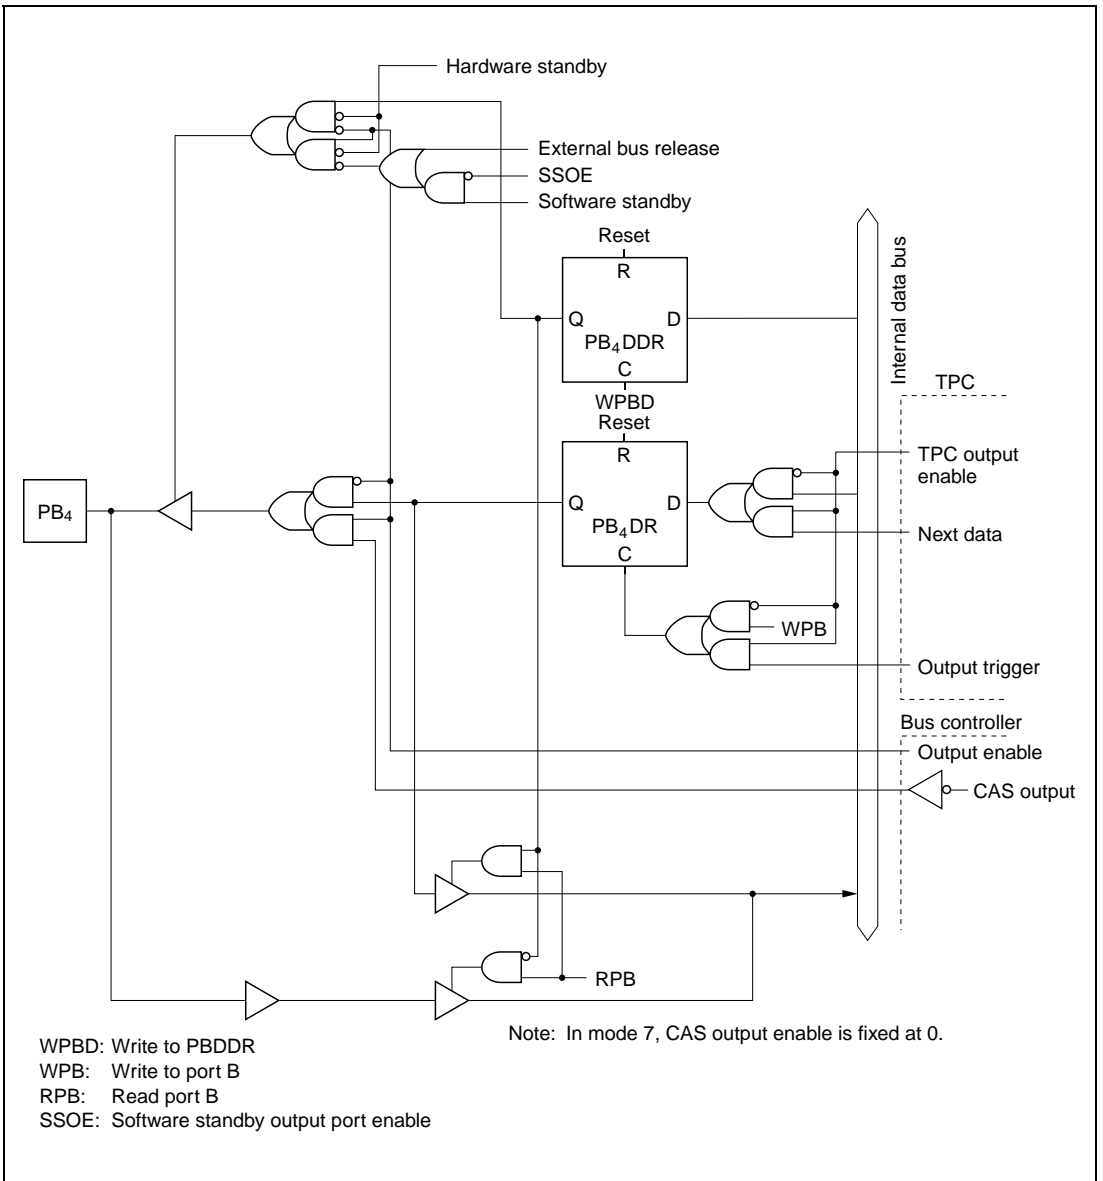 Hardware standby
External bus release
SSOE
Software standby
Reset
R
Q D
PB4DDR
C
WPBD
Internal data bus
TPC
Reset
R
TPC output
enable
Q D
PB4
PB4DR
C
Next data
WPB
Output trigger
Bus controller
Output enable
CAS output
RPB
Note: In mode 7, CAS output enable is fixed at 0.
WPBD: Write to PBDDR
WPB: Write to port B
RPB: Read port B
SSOE: Software standby output port enable